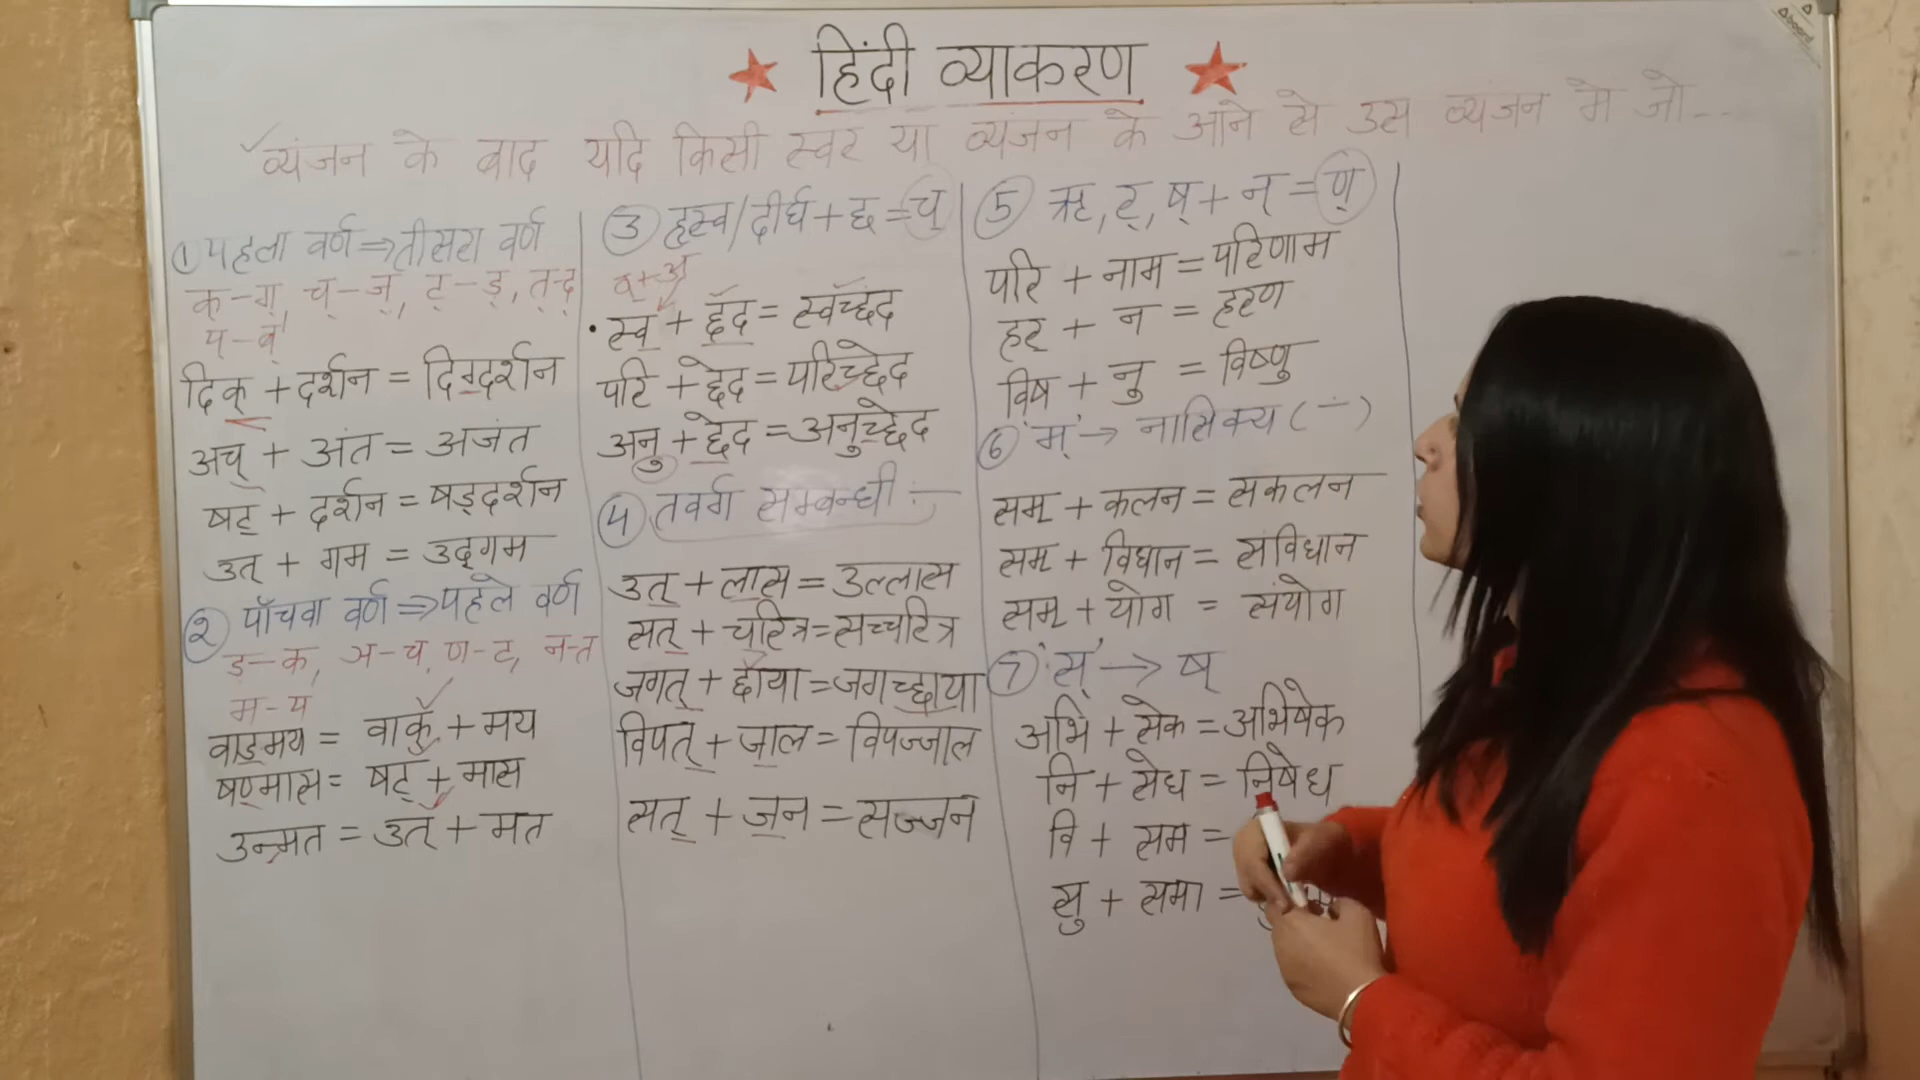 हिंदी व्याकरण
व्यंजन के बाद यदि किसी स्वर या व्यंजन के आने से उस व्यंजन मे जो---
① पहला वर्ण ⇒ तीसरा वर्ण
क्-ग्, च्-ज्, ट्-ड्, त्-द्
प्-ब्
दिक् + दर्शन = दिग्दर्शन
अच् + अंत = अजंत
षट् + दर्शन = षड्दर्शन
उत् + गम = उद्गम
② पाँचवा वर्ण ⇒ पहले वर्ण
ड़-क, ञ-च, ण-ट, न-त
म-प
वाड़्मय = वाक् + मय
षण्मास = षट् + मास
उन्मत = उत् + मत
③ हृस्व/दीर्घ + छ = च्
व्+अ
स्व + छंद = स्वच्छंद
परि + छेद = परिच्छेद
अनु + छेद = अनुच्छेद
④ तवर्ग सम्बन्धी :—
उत् + लास = उल्लास
सत् + चरित्र = सच्चरित्र
जगत् + छाया = जगच्छाया
विपत् + जाल = विपज्जाल
सत् + जन = सज्जन
⑤ ऋ, र्, ष् + न् = ण्
परि + नाम = परिणाम
हर् + न = हरण
विष + नु = विष्णु
⑥ 'म्' → नासिक्य (∸)
सम् + कलन = सकलन
सम् + विधान = संविधान
सम् + योग = संयोग
⑦ 'स्' → ष्
अभि + सेक = अभिषेक
नि + सेध = निषेध
वि + सम =
सु + समा =